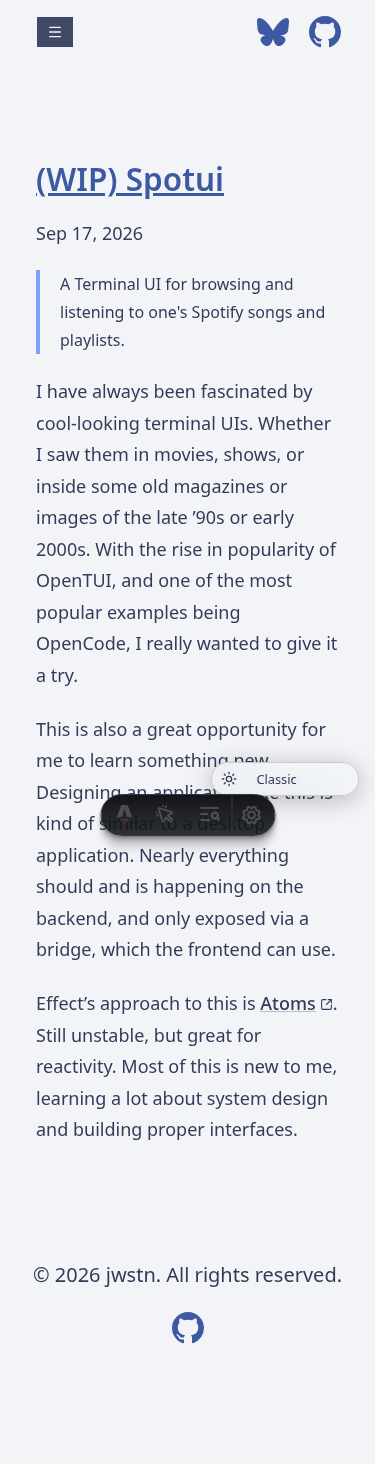 (WIP) Spotui
Sep 17, 2026
A Terminal UI for browsing and
listening to one's Spotify songs and
playlists.
I have always been fascinated by
cool-looking terminal UIs. Whether
I saw them in movies, shows, or
inside some old magazines or
images of the late ’90s or early
2000s. With the rise in popularity of
OpenTUI, and one of the most
popular examples being
OpenCode, I really wanted to give it
a try.
This is also a great opportunity for
me to learn something new.
Classic
Designing an this is
kind of similar to a desktop
application. Nearly everything
should and is happening on the
backend, and only exposed via a
bridge, which the frontend can use.
Effect’s approach to this is Atoms.
Still unstable, but great for
reactivity. Most of this is new to me,
learning a lot about system design
and building proper interfaces.
© 2026 jwstn. All rights reserved.